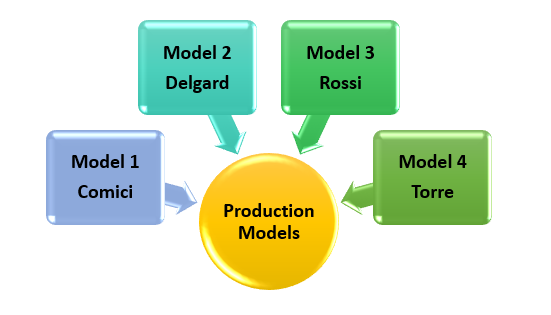 Model 1
Comici
Model 2
Delgard
Model 3
Rossi
Model 4
Torre
Production
Models